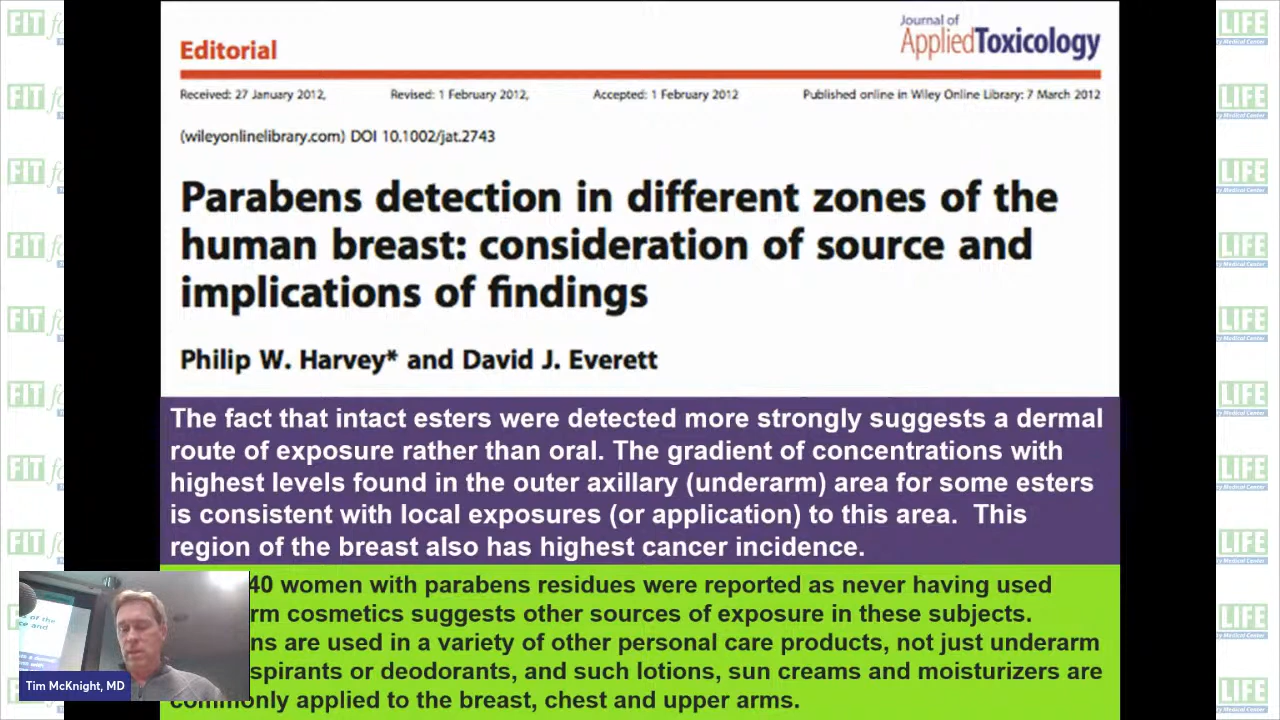 Editorial
Journal of
AppliedToxicology
Received: 27 January 2012, Revised: 1 February 2012, Accepted: 1 February 2012 Published online in Wiley Online Library: 7 March 2012
(wileyonlinelibrary.com) DOI 10.1002/jat.2743
Parabens detection in different zones of the
human breast: consideration of source and
implications of findings
Philip W. Harvey* and David J. Everett
The fact that intact esters were detected more strongly suggests a dermal
route of exposure rather than oral. The gradient of concentrations with
highest levels found in the outer axillary (underarm) area for some esters
is consistent with local exposures (or application) to this area. This
region of the breast also has highest cancer incidence.
40 women with parabens residues were reported as never having used
rm cosmetics suggests other sources of exposure in these subjects.
ns are used in a variety of other personal care products, not just underarm
spirants or deodorants, and such lotions, sun creams and moisturizers are
commonly applied to the breast, chest and upper arms.
Tim McKnight, MD
FIT
LIFE